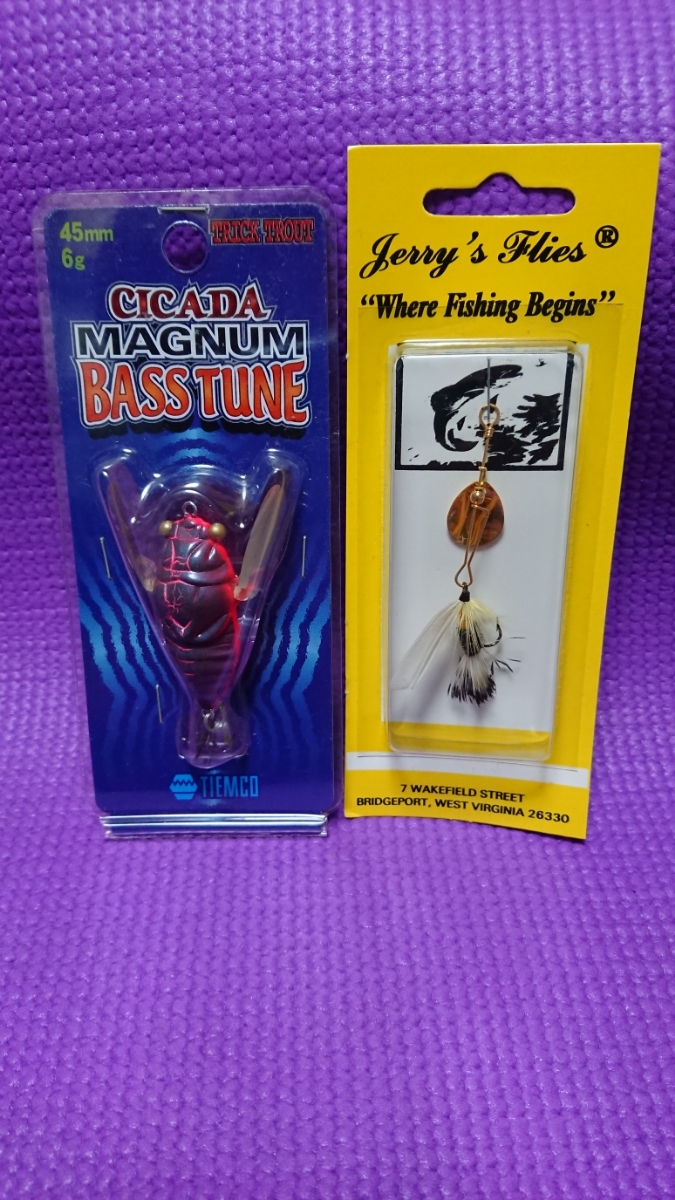 45mm
6g
TRICK TROUT
CICADA
MAGNUM
BASS TUNE
TIEMCO
Jerry's Flies ®
"Where Fishing Begins"
7 WAKEFIELD STREET
BRIDGEPORT, WEST VIRGINIA 26330